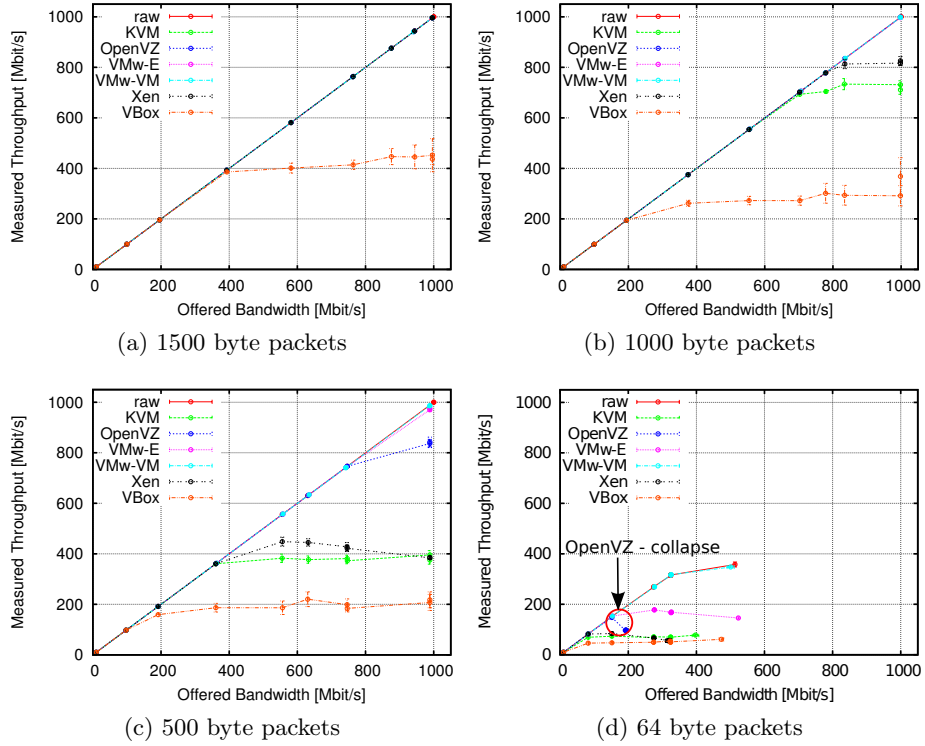 1000
800
600
400
200
0
Measured Throughput [Mbit/s]
raw
KVM
OpenVZ
VMw-E
VMw-VM
Xen
VBox
0 200 400 600 800 1000
Offered Bandwidth [Mbit/s]
(a) 1500 byte packets
1000
800
600
400
200
0
Measured Throughput [Mbit/s]
raw
KVM
OpenVZ
VMw-E
VMw-VM
Xen
VBox
0 200 400 600 800 1000
Offered Bandwidth [Mbit/s]
(b) 1000 byte packets
1000
800
600
400
200
0
Measured Throughput [Mbit/s]
raw
KVM
OpenVZ
VMw-E
VMw-VM
Xen
VBox
0 200 400 600 800 1000
Offered Bandwidth [Mbit/s]
(c) 500 byte packets
1000
800
600
400
200
0
Measured Throughput [Mbit/s]
raw
KVM
OpenVZ
VMw-E
VMw-VM
Xen
VBox
OpenVZ - collapse
0 200 400 600 800 1000
Offered Bandwidth [Mbit/s]
(d) 64 byte packets